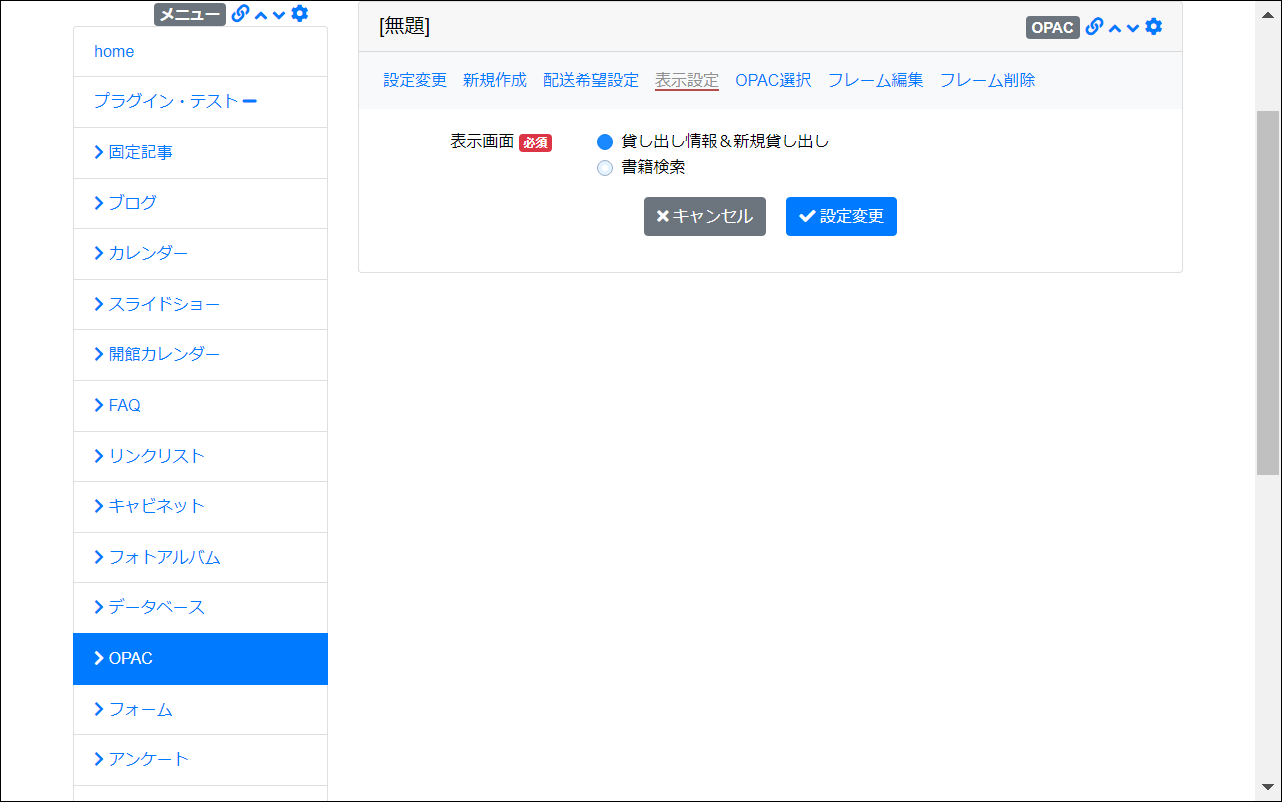 メニュー
home
プラグイン・テスト
固定記事
ブログ
カレンダー
スライドショー
開館カレンダー
FAQ
リンクリスト
キャビネット
フォトアルバム
データベース
OPAC
フォーム
アンケート
[無題]
OPAC
設定変更 新規作成 配送希望設定 表示設定 OPAC選択 フレーム編集 フレーム削除
表示画面 必須
貸し出し情報＆新規貸し出し
書籍検索
キャンセル 設定変更